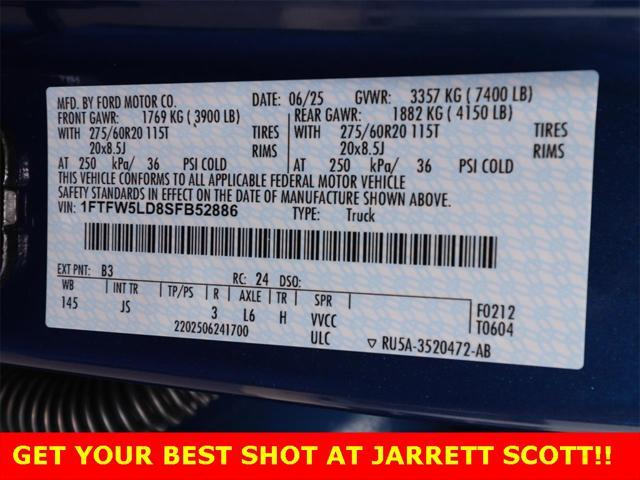 MFD. BY FORD MOTOR CO. DATE: 06/25 GVWR: 3357 KG ( 7400 LB)
FRONT GAWR: 1769 KG ( 3900 LB) REAR GAWR: 1882 KG ( 4150 LB)
WITH 275/60R20 115T TIRES WITH 275/60R20 115T TIRES
20x8.5J RIMS 20x8.5J RIMS
AT 250 kPa/ 36 PSI COLD AT 250 kPa/ 36 PSI COLD
THIS VEHICLE CONFORMS TO ALL APPLICABLE FEDERAL MOTOR VEHICLE
SAFETY STANDARDS IN EFFECT ON THE DATE OF MANUFACTURE SHOWN ABOVE.
VIN: 1FTFW5LD8SFB52886 TYPE: Truck
EXT PNT: B3 RC: 24 DSO:
WB INT TR TP/PS R AXLE TR SPR F0212
145 JS 3 L6 H VVCC T0604
2202506241700 ULC ▽ RU5A-3520472-AB
GET YOUR BEST SHOT AT JARRETT SCOTT!!